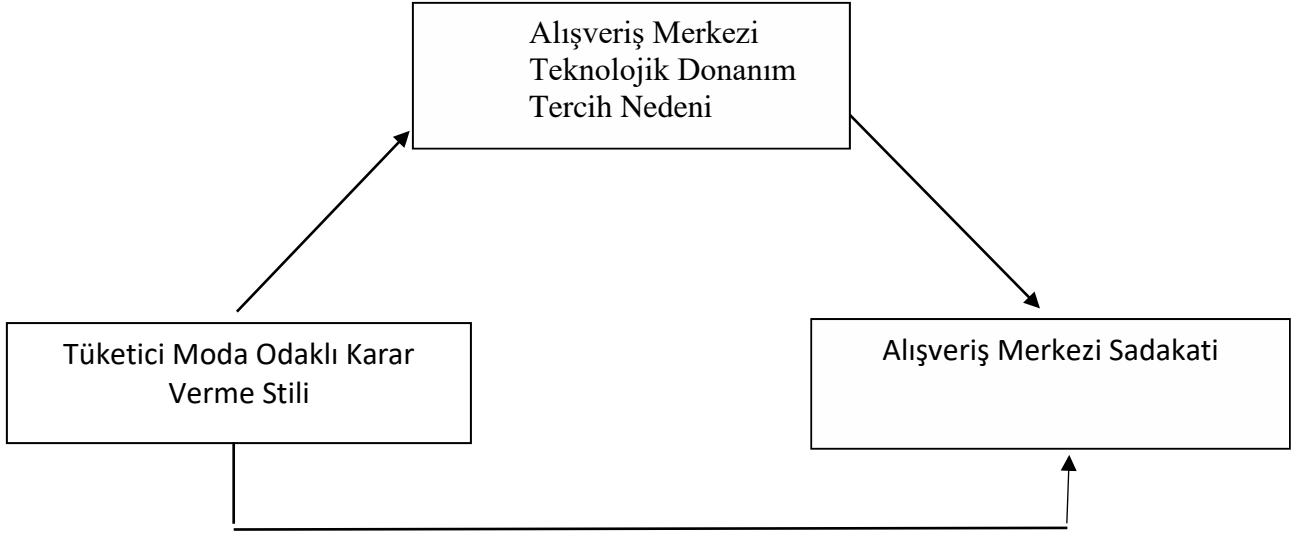 Alışveriş Merkezi
Teknolojik Donanım
Tercih Nedeni
Tüketici Moda Odaklı Karar
Verme Stili
Alışveriş Merkezi Sadakati